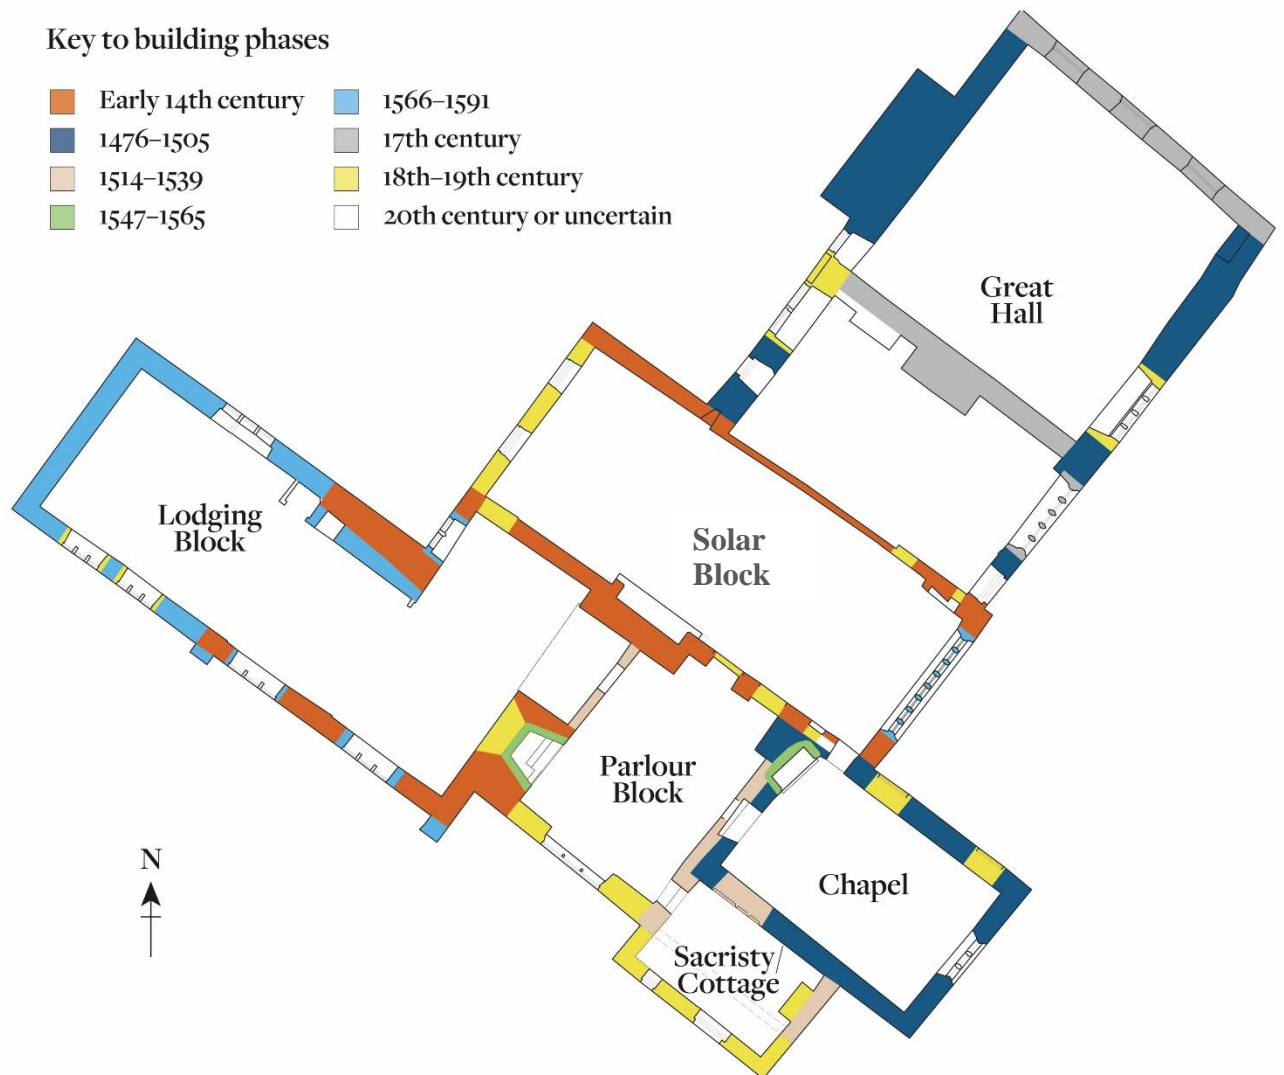 Key to building phases
Early 14th century
1476–1505
1514–1539
1547–1565
1566–1591
17th century
18th–19th century
20th century or uncertain
Great
Hall
Lodging
Block
Solar
Block
Parlour
Block
Chapel
Sacristy
Cottage
N